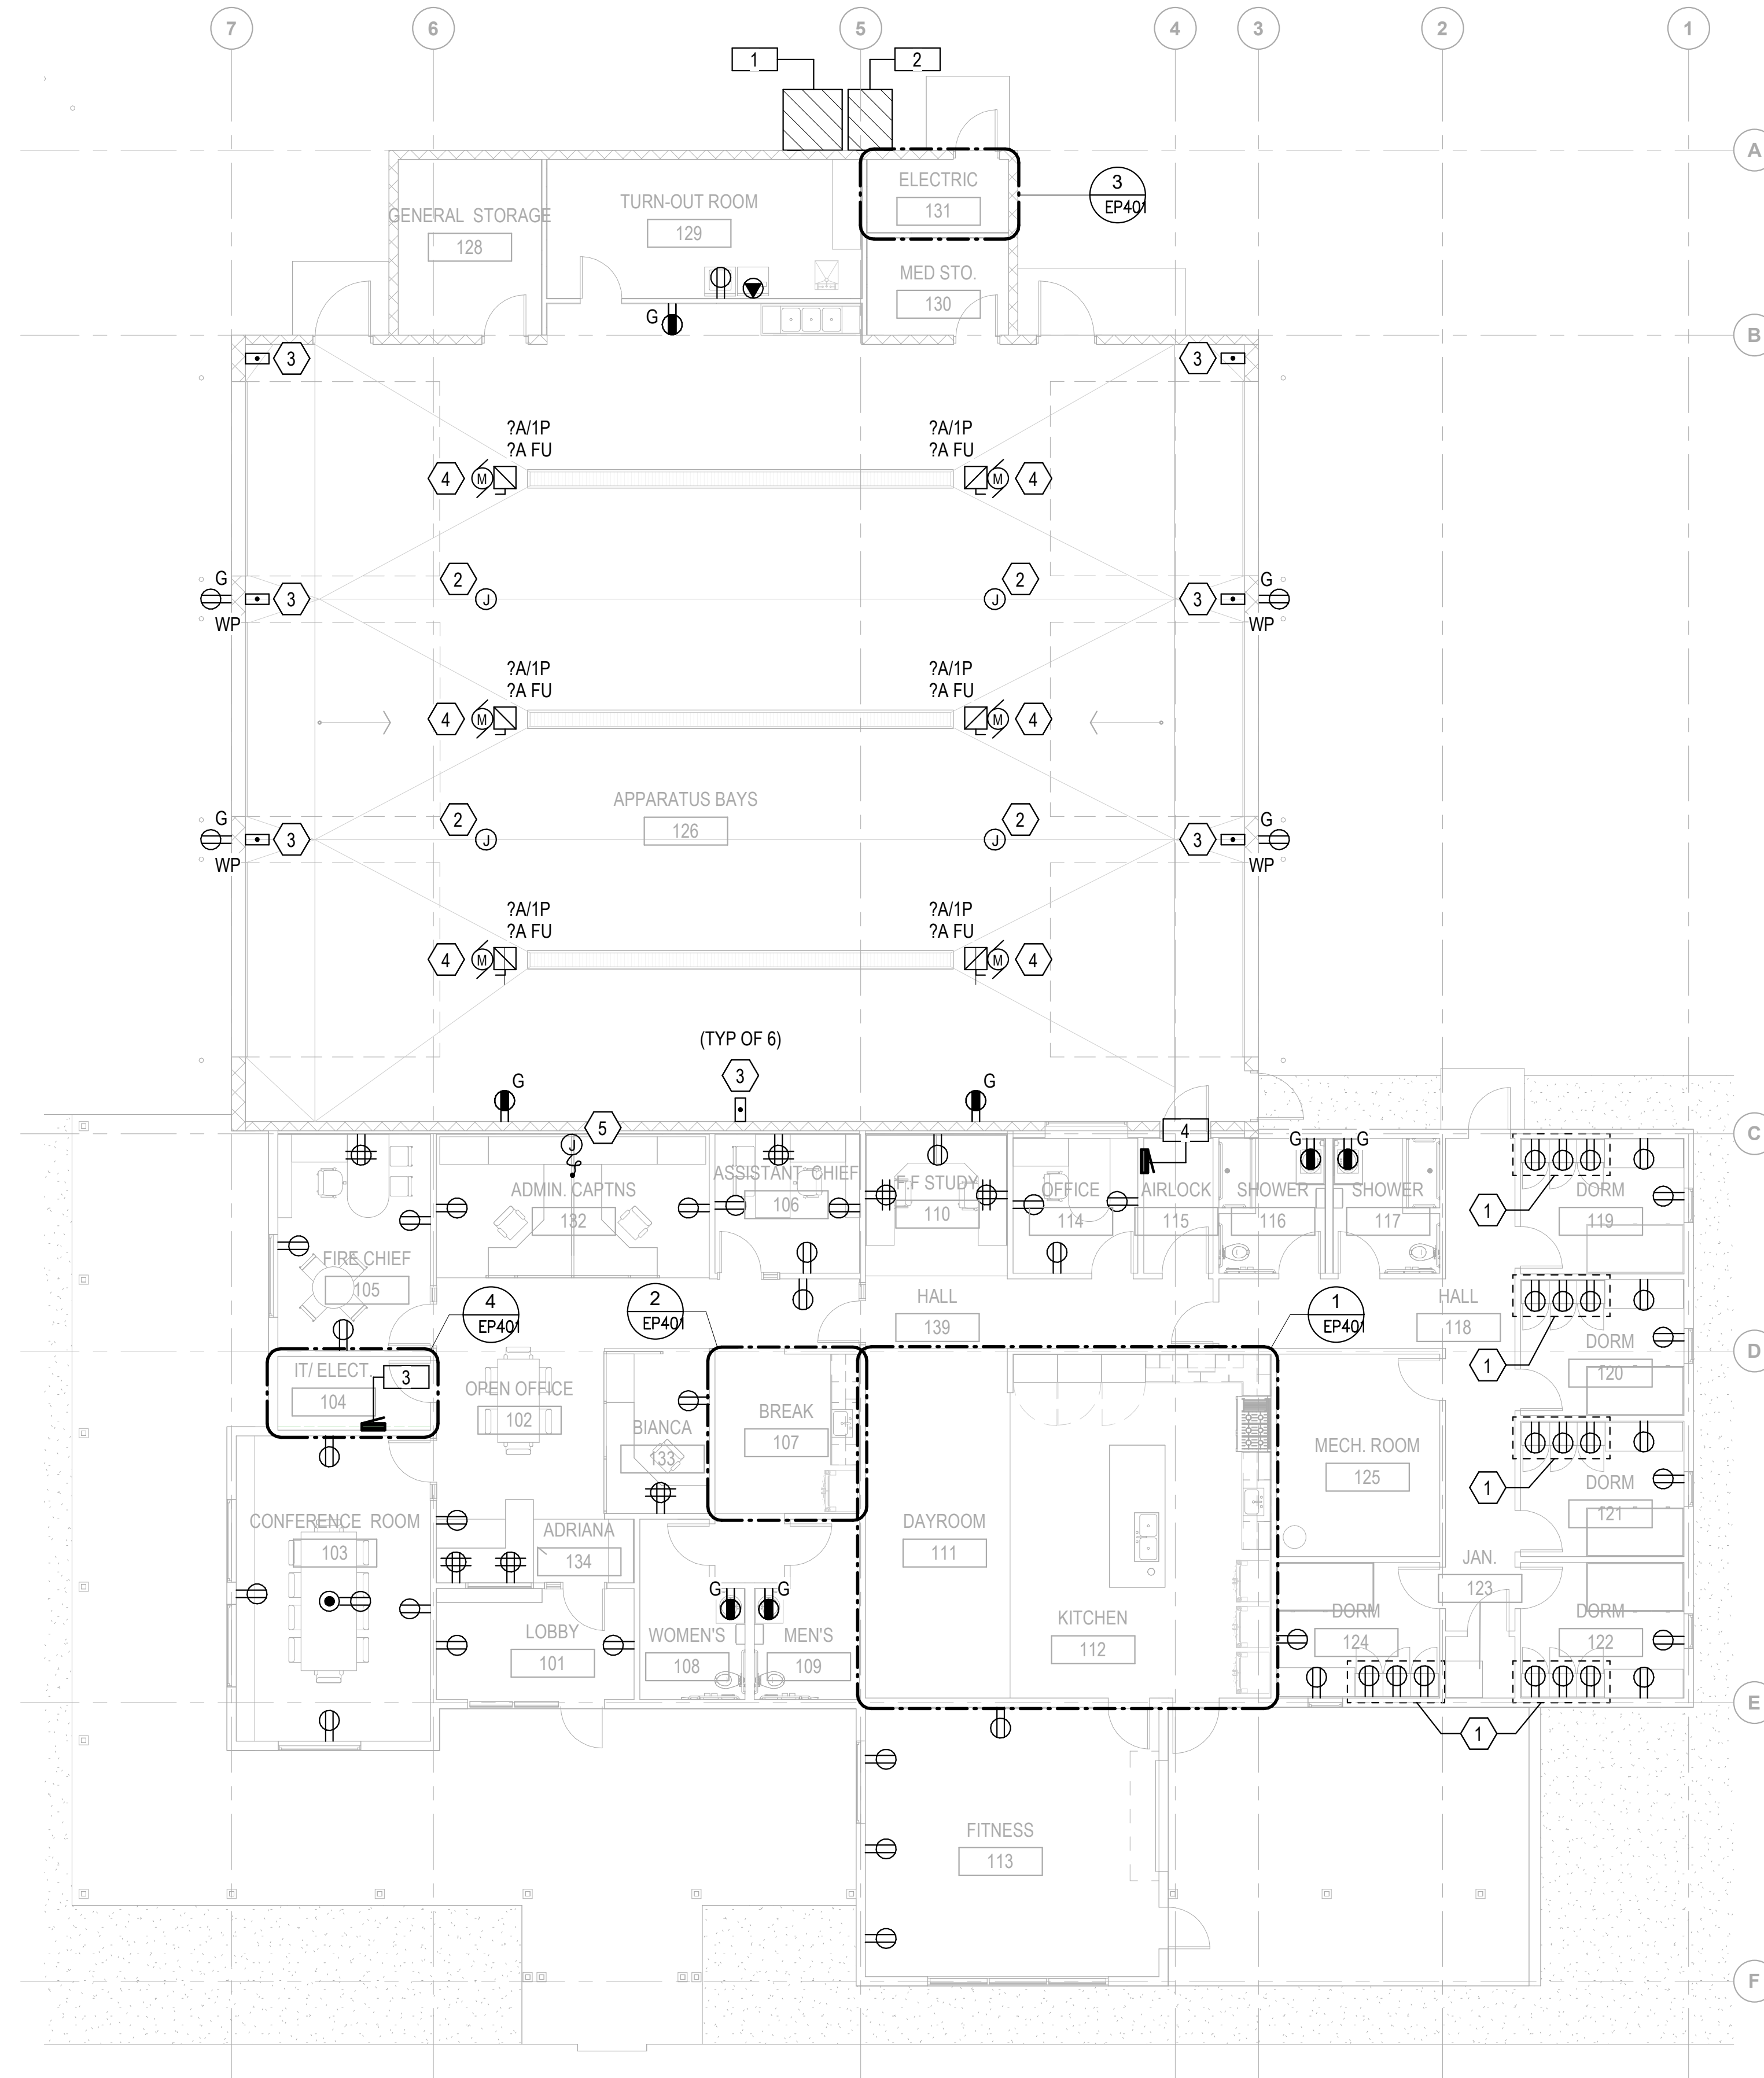 7 6 5 4 3 2 1
1 2
A
ELECTRIC
131
3
EP401
TURN-OUT ROOM
129
GENERAL STORAGE
128
MED STO.
130
G
B
3 3
?A/1P ?A/1P
?A FU ?A FU
4 M M 4
G 2 2 G
3 J J 3
WP WP
?A/1P ?A/1P
?A FU ?A FU
4 M M 4
APPARATUS BAYS
126
G 2 2 G
3 J J 3
WP WP
?A/1P ?A/1P
?A FU ?A FU
4 M M 4
(TYP OF 6)
3
G G
5 4 C
J G G
ASSISTANT CHIEF
106
ADMIN. CAPTNS
132
F.F STUDY
110
OFFICE
114
AIRLOCK
115
SHOWER
116
SHOWER
117
DORM
119
1
FIRE CHIEF
105
4
EP401
2
EP401
HALL
139
1
EP401
HALL
118
DORM
120
1
D
IT/ ELECT.
104
3
OPEN OFFICE
102
BIANCA
133
BREAK
107
MECH. ROOM
125
DORM
121
1
CONFERENCE ROOM
103
ADRIANA
134
DAYROOM
111
JAN.
123
G G
LOBBY
101
WOMEN'S
108
MEN'S
109
KITCHEN
112
DORM
124
DORM
122
E
1
FITNESS
113
F